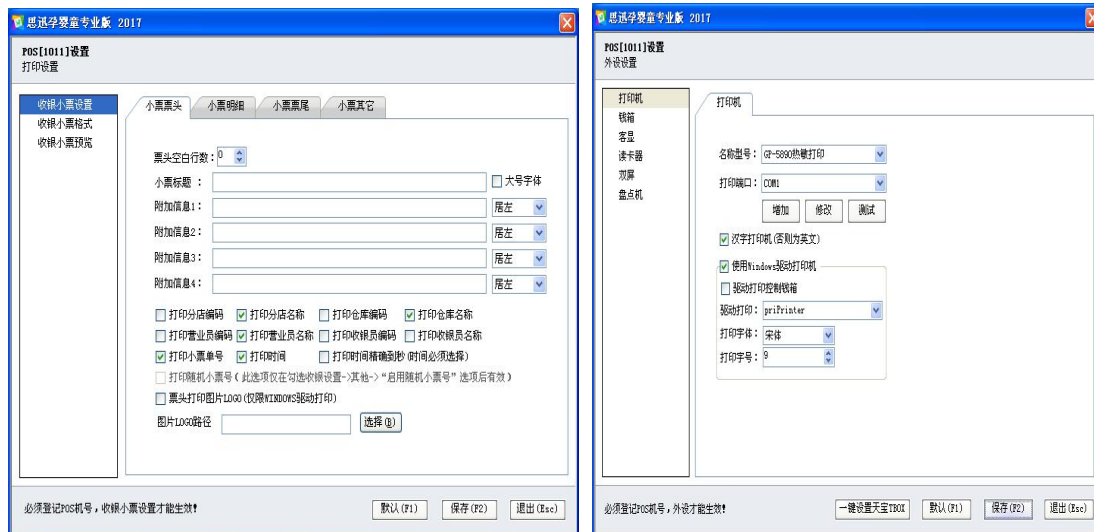 思迅孕婴童专业版 2017
POS[1011]设置
打印设置
收银小票设置
收银小票格式
收银小票预览
小票票头 小票明细 小票票尾 小票其它
票头空白行数: 0
小票标题 : 大号字体
附加信息1: 居左
附加信息2: 居左
附加信息3: 居左
附加信息4: 居左
打印分店编码 打印分店名称 打印仓库编码 打印仓库名称
打印营业员编码 打印营业员名称 打印收银员编码 打印收银员名称
打印小票单号 打印时间 打印时间精确到秒(时间必须选择)
打印随机小票号(此选项仅在勾选收银设置->其他->“启用随机小票号”选项后有效)
票头打印图片LOGO(仅限WINDOWS驱动打印)
图片LOGO路径 选择(B)
必须登记POS机号,收银小票设置才能生效! 默认(F1) 保存(F2) 退出(Esc)
思迅孕婴童专业版 2017
POS[1011]设置
外设设置
打印机
钱箱
客显
读卡器
双屏
盘点机
打印机
名称型号: GP-5890热敏打印
打印端口: COM1
增加 修改 测试
汉字打印机(否则为英文)
使用Windows驱动打印机
驱动打印控制钱箱
驱动打印: priPrinter
打印字体: 宋体
打印字号: 9
必须登记POS机号,外设才能生效! 一键设置天宝TBOX 默认(F1) 保存(F2) 退出(Esc)